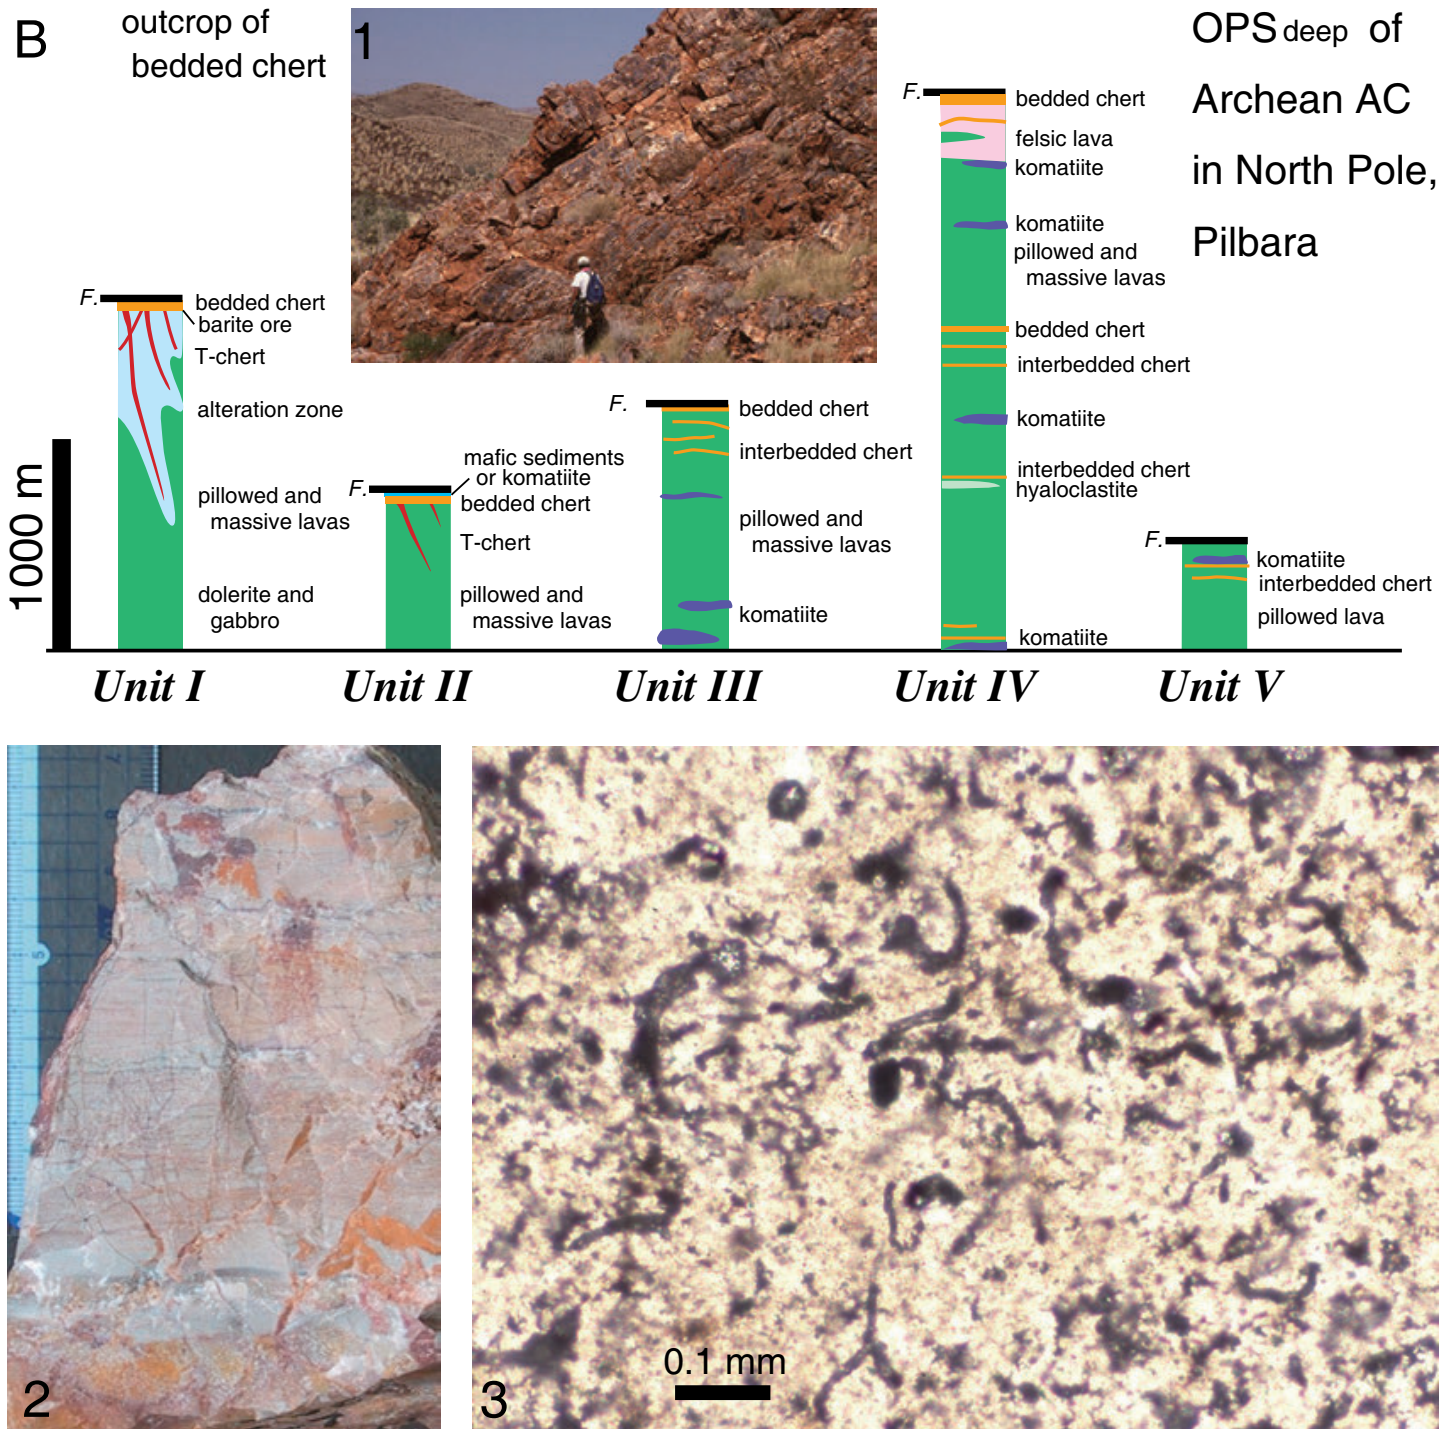 B
outcrop of
bedded chert
1
OPS deep of
Archean AC
in North Pole,
Pilbara
1000 m
F.
bedded chert
barite ore
T-chert
alteration zone
pillowed and
massive lavas
dolerite and
gabbro
Unit I
F.
mafic sediments
or komatiite
bedded chert
T-chert
pillowed and
massive lavas
Unit II
F.
bedded chert
interbedded chert
pillowed and
massive lavas
komatiite
Unit III
F.
bedded chert
felsic lava
komatiite
komatiite
pillowed and
massive lavas
bedded chert
interbedded chert
komatiite
interbedded chert
hyaloclastite
komatiite
Unit IV
F.
komatiite
interbedded chert
pillowed lava
Unit V
5
2
0.1 mm
3